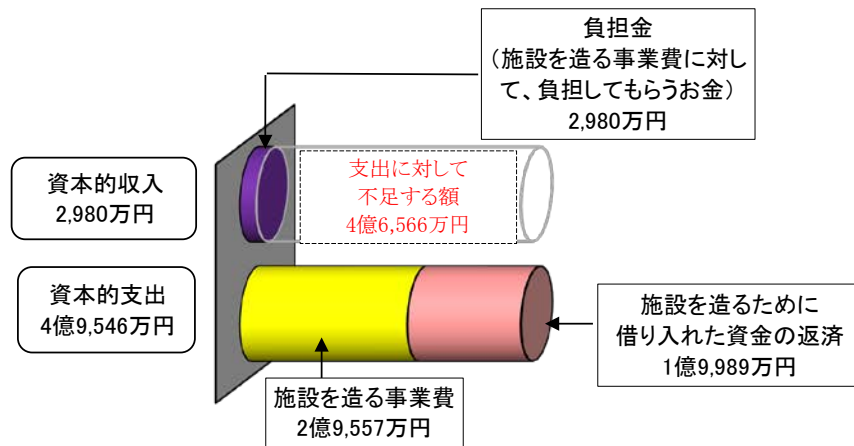 負担金
(施設を造る事業費に対し
て、負担してもらうお金)
2,980万円
資本的収入
2,980万円
支出に対して
不足する額
4億6,566万円
資本的支出
4億9,546万円
施設を造るために
借り入れた資金の返済
1億9,989万円
施設を造る事業費
2億9,557万円